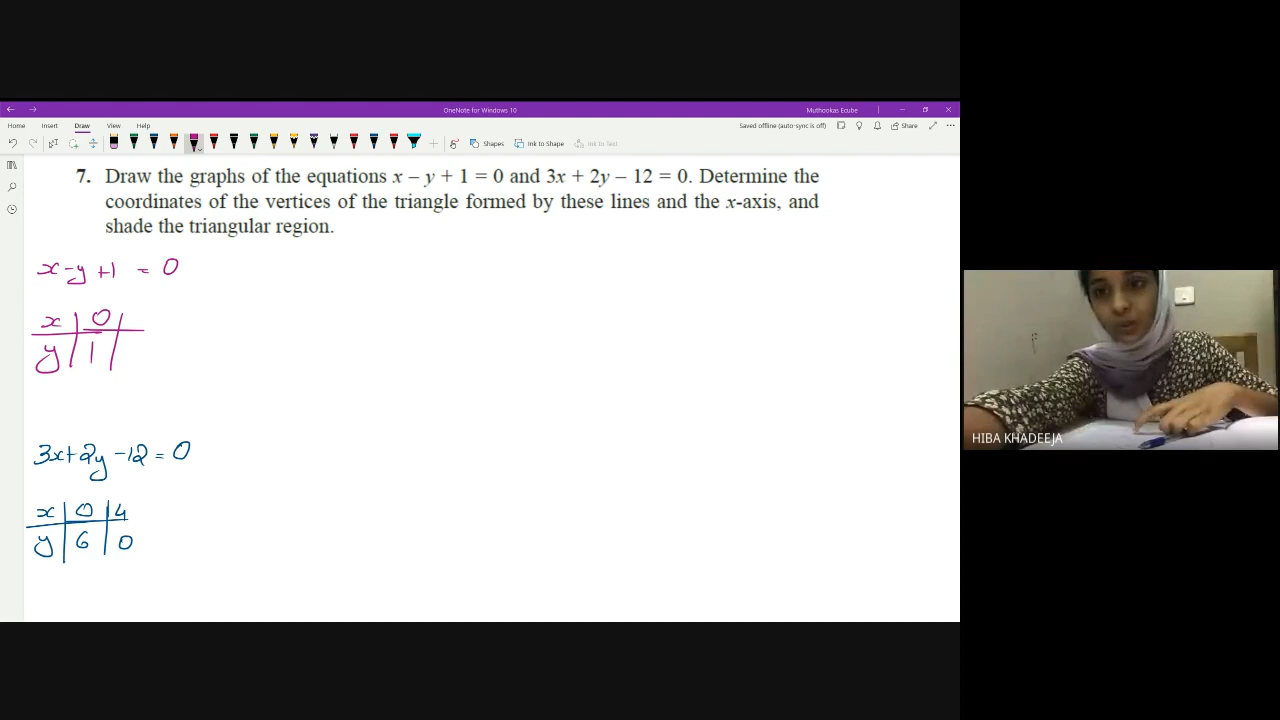 OneNote for Windows 10
Muthookas Ecube
Home Insert Draw View Help
Saved offline (auto-sync is off)
Share
Shapes
Ink to Shape
Ink to Text
7. Draw the graphs of the equations x – y + 1 = 0 and 3x + 2y – 12 = 0. Determine the
coordinates of the vertices of the triangle formed by these lines and the x-axis, and
shade the triangular region.
x-y+1 = 0
x | 0 |
y | 1 |
3x+2y-12=0
x | 0 | 4
y | 6 | 0
HIBA KHADEEJA